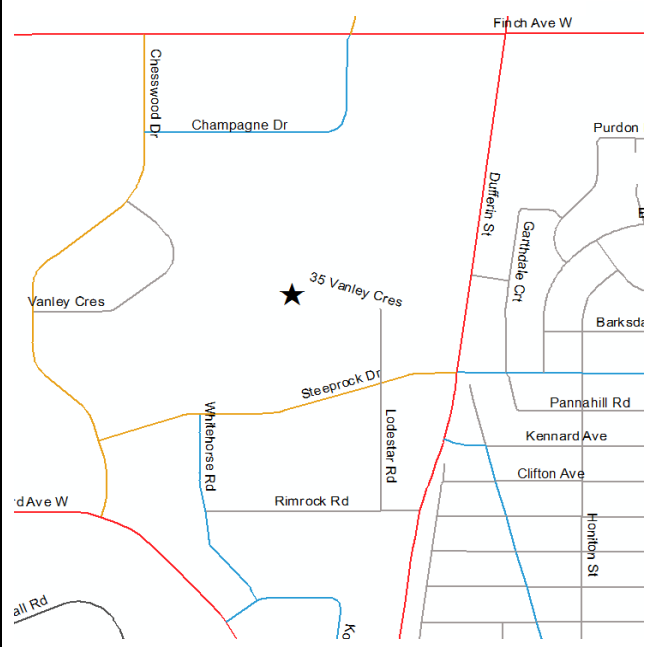 Finch Ave W
Chesswood Dr
Champagne Dr
Purdon
Dufferin St
Garthdale Crt
35 Vanley Cres
Vanley Cres
Barksda
Steeprock Dr
Pannahill Rd
Whitehorse Rd
Lodestar Rd
Kennard Ave
Clifton Ave
rd Ave W
Rimrock Rd
Honiton St
all Rd
Ko